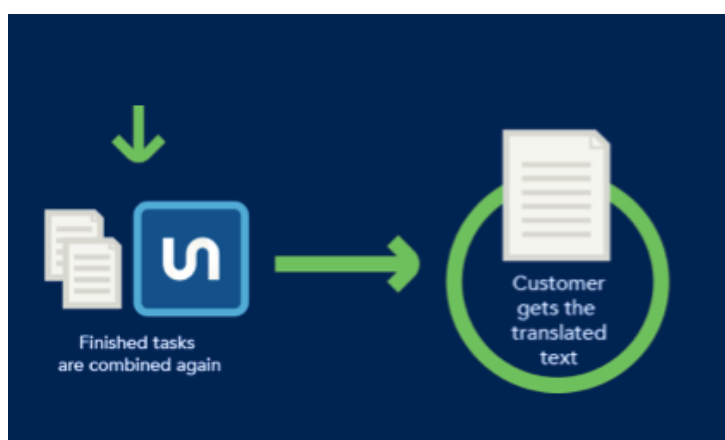 Finished tasks
are combined again
Customer
gets the
translated
text